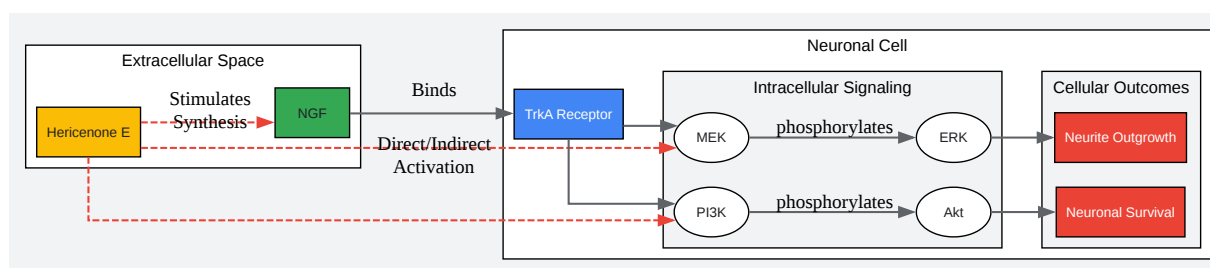 Neuronal Cell
Extracellular Space
Intracellular Signaling
Cellular Outcomes
Stimulates
Synthesis
Binds
Hericenone E
NGF
TrkA Receptor
MEK
phosphorylates
ERK
Neurite Outgrowth
Direct/Indirect
Activation
PI3K
phosphorylates
Akt
Neuronal Survival